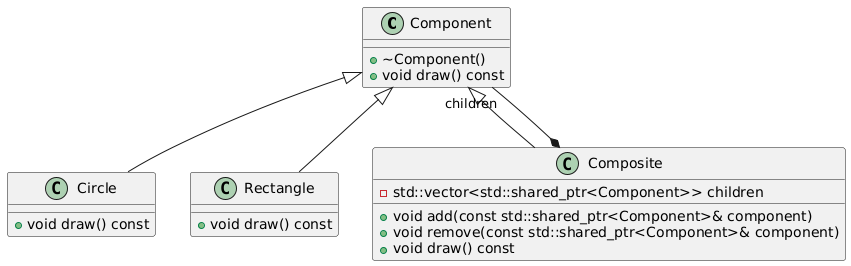 C Component
~Component()
void draw() const
children
C Circle
void draw() const
C Rectangle
void draw() const
C Composite
std::vector<std::shared_ptr<Component>> children
void add(const std::shared_ptr<Component>& component)
void remove(const std::shared_ptr<Component>& component)
void draw() const